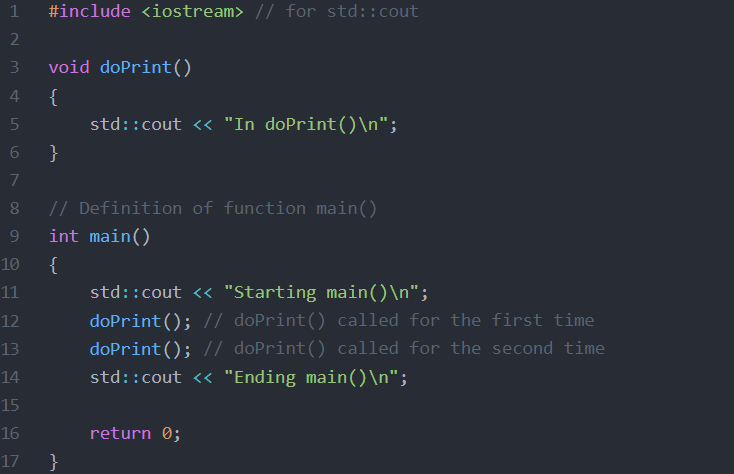 1 #include <iostream> // for std::cout
2
3 void doPrint()
4 {
5     std::cout << "In doPrint()\n";
6 }
7
8 // Definition of function main()
9 int main()
10 {
11     std::cout << "Starting main()\n";
12     doPrint(); // doPrint() called for the first time
13     doPrint(); // doPrint() called for the second time
14     std::cout << "Ending main()\n";
15
16     return 0;
17 }